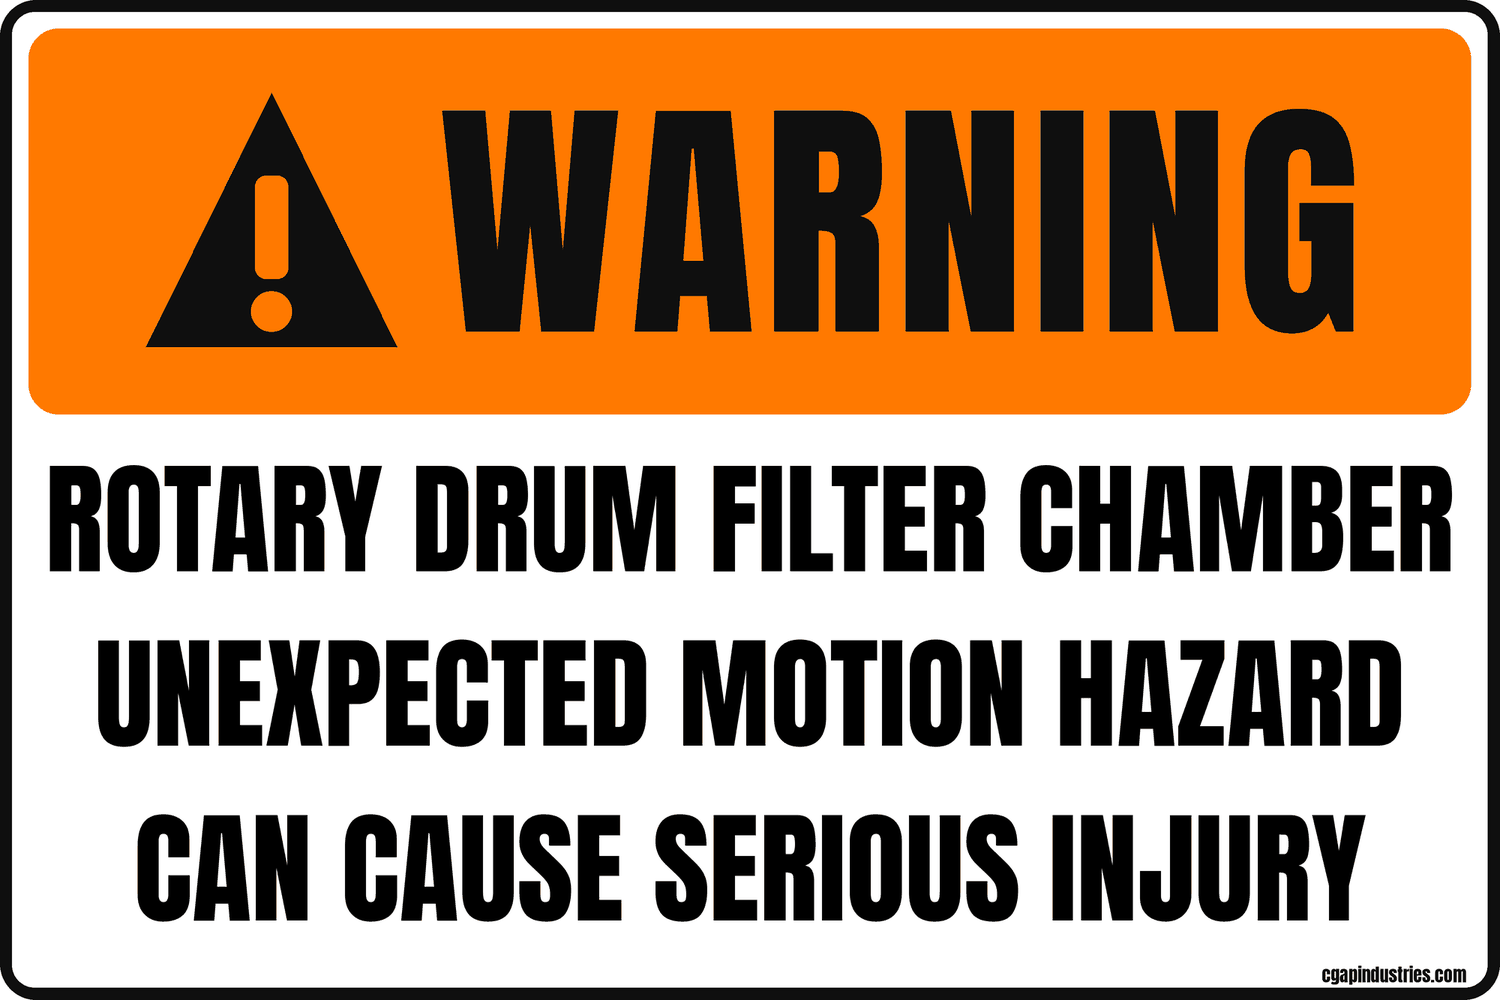 WARNING
ROTARY DRUM FILTER CHAMBER
UNEXPECTED MOTION HAZARD
CAN CAUSE SERIOUS INJURY
cgapindustries.com